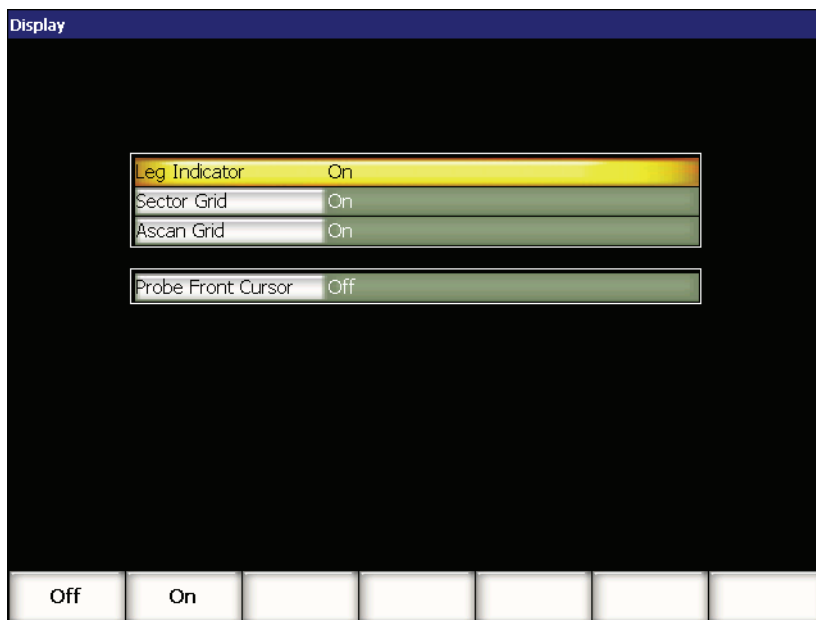 Display
Leg Indicator On
Sector Grid On
Ascan Grid On
Probe Front Cursor Off
Off On